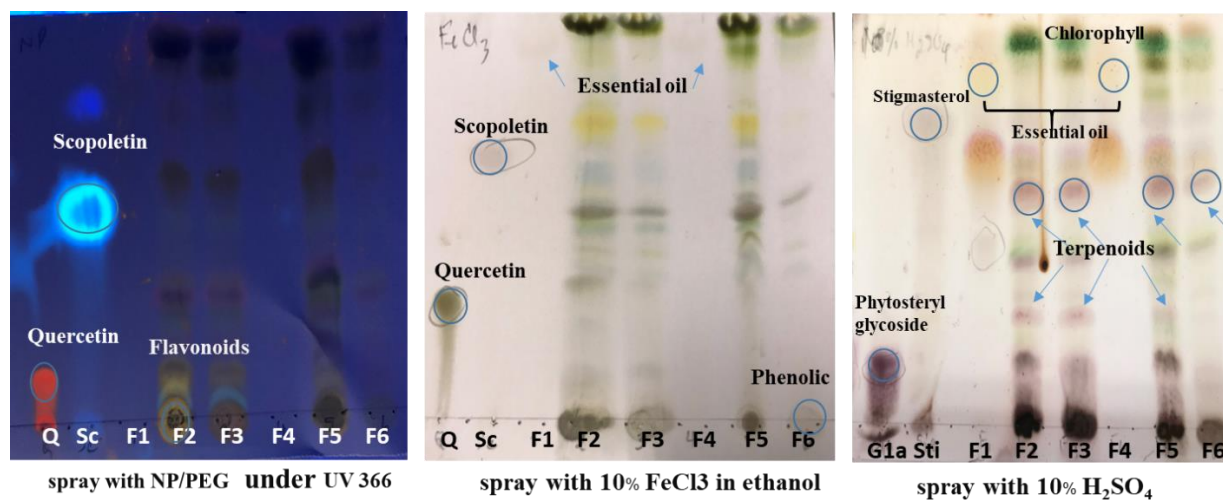 NP
Scopoletin
Quercetin
Flavonoids
Q Sc F1 F2 F3 F4 F5 F6
spray with NP/PEG under UV 366
FeCl3
Essential oil
Scopoletin
Quercetin
Phenolic
Q Sc F1 F2 F3 F4 F5 F6
spray with 10% FeCl3 in ethanol
% H2SO4
Chlorophyll
Stigmasterol
Essential oil
Terpenoids
Phytosteryl
glycoside
G1a Sti F1 F2 F3 F4 F5 F6
spray with 10% H₂SO₄